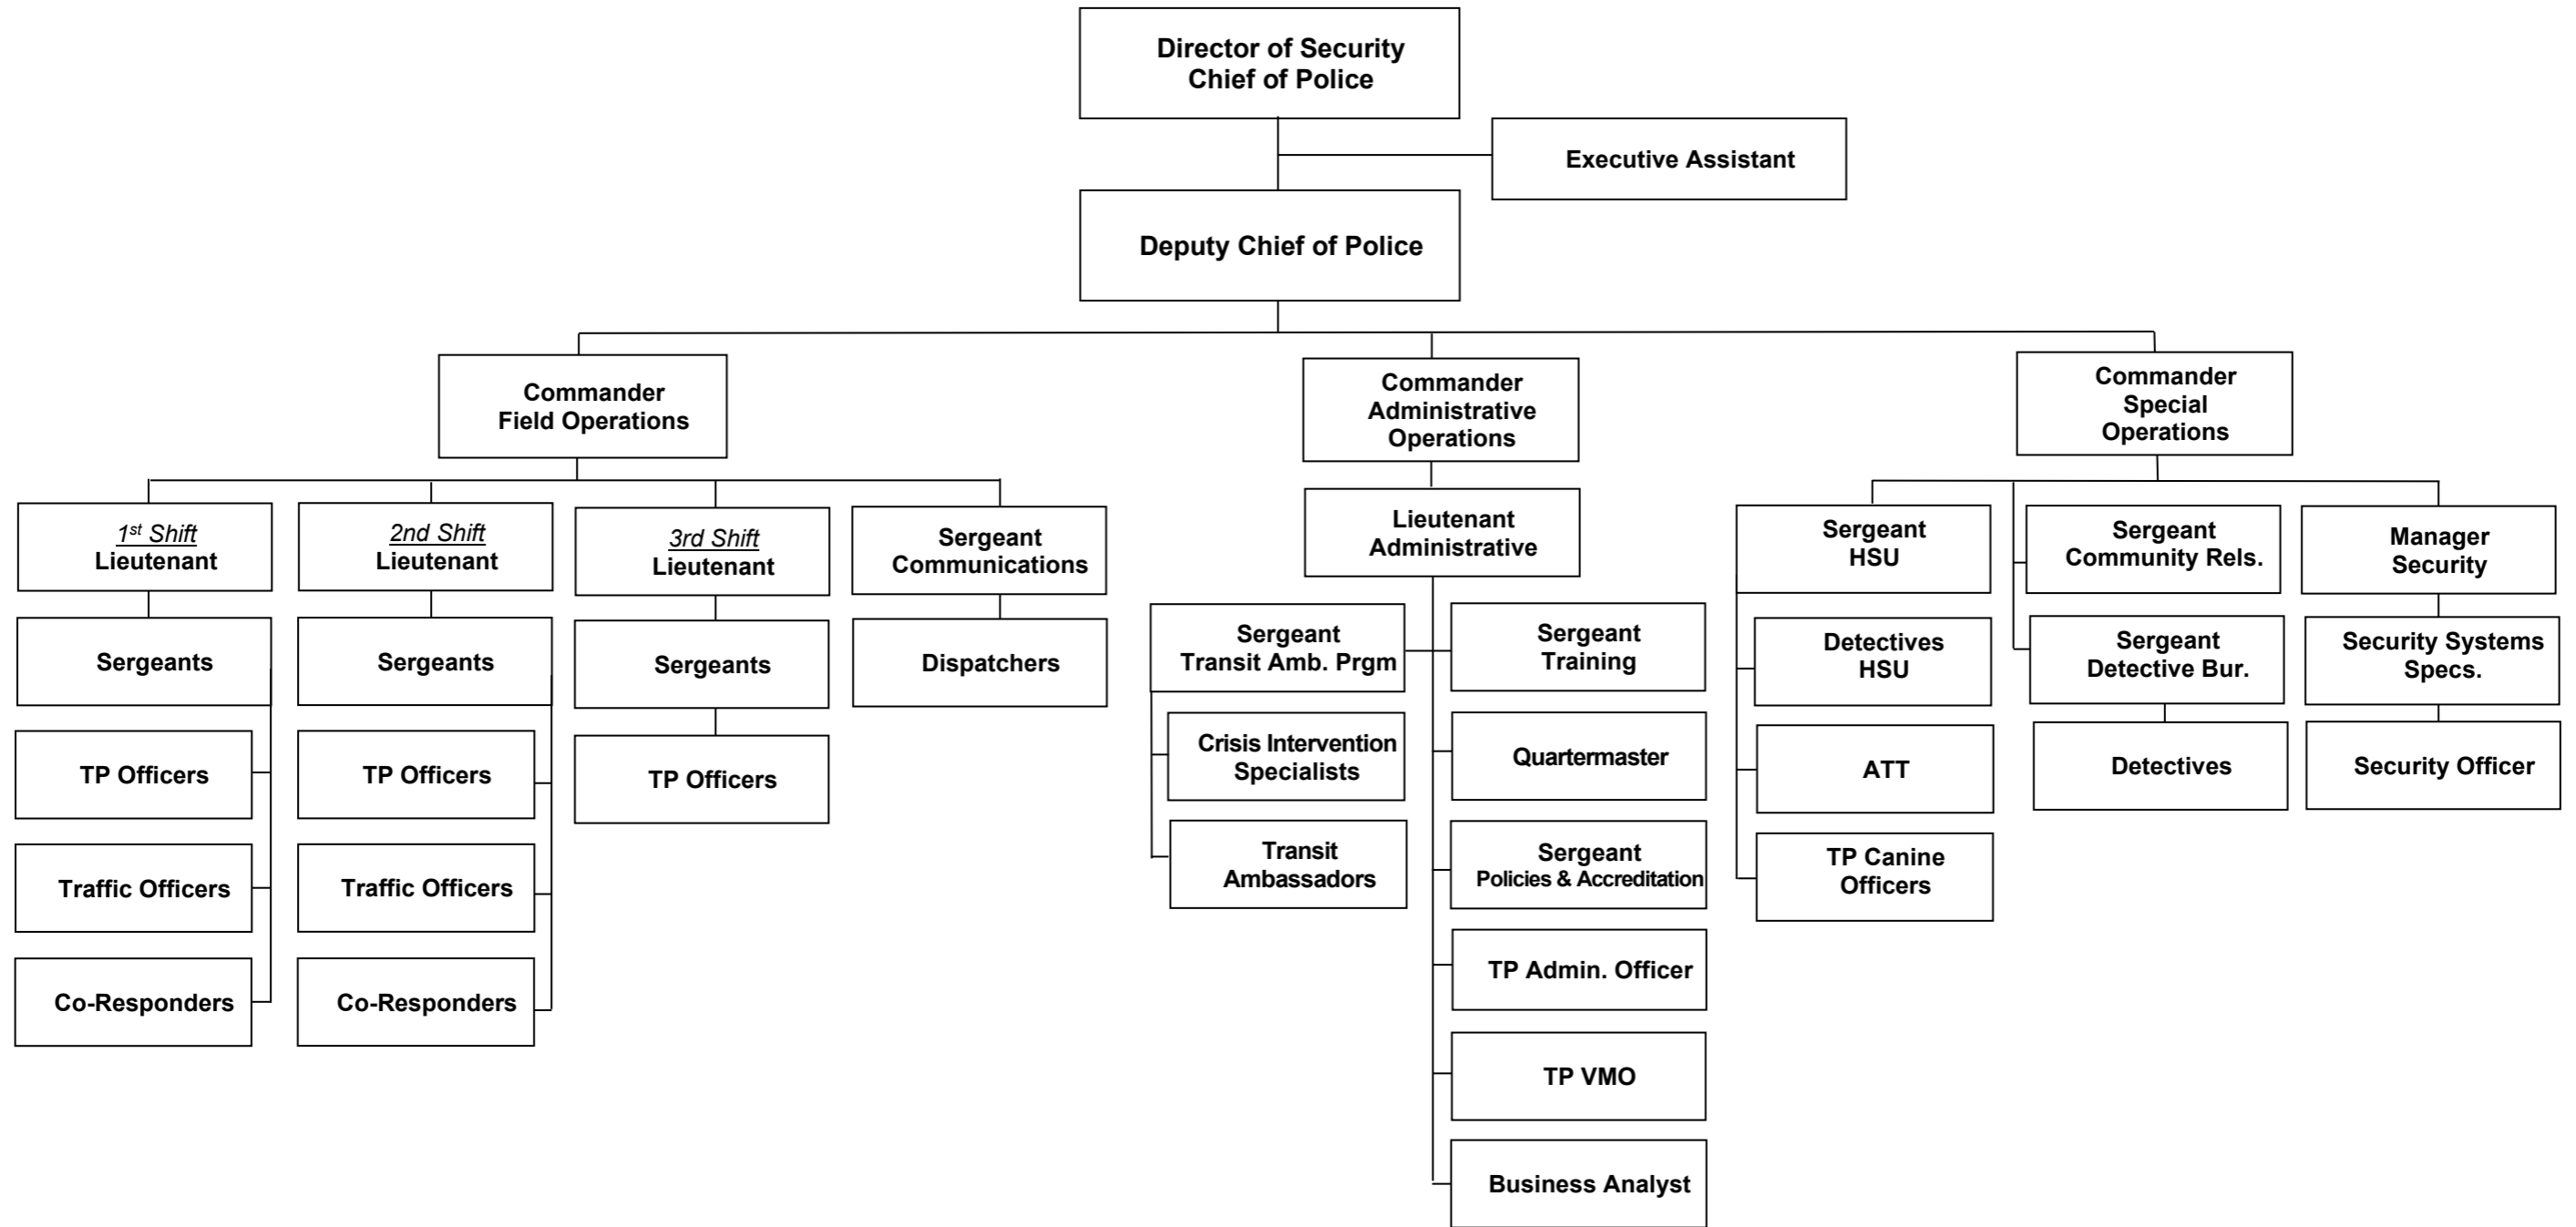 Director of Security
Chief of Police
Executive Assistant
Deputy Chief of Police
Commander
Field Operations
Commander
Administrative
Operations
Commander
Special
Operations
1st Shift
Lieutenant
2nd Shift
Lieutenant
3rd Shift
Lieutenant
Sergeant
Communications
Lieutenant
Administrative
Sergeant
HSU
Sergeant
Community Rels.
Manager
Security
Sergeants
Sergeants
Sergeants
Dispatchers
Sergeant
Transit Amb. Prgm
Sergeant
Training
Detectives
HSU
Sergeant
Detective Bur.
Security Systems
Specs.
TP Officers
TP Officers
TP Officers
Crisis Intervention
Specialists
Quartermaster
ATT
Detectives
Security Officer
Traffic Officers
Traffic Officers
Transit
Ambassadors
Sergeant
Policies & Accreditation
TP Canine
Officers
Co-Responders
Co-Responders
TP Admin. Officer
TP VMO
Business Analyst